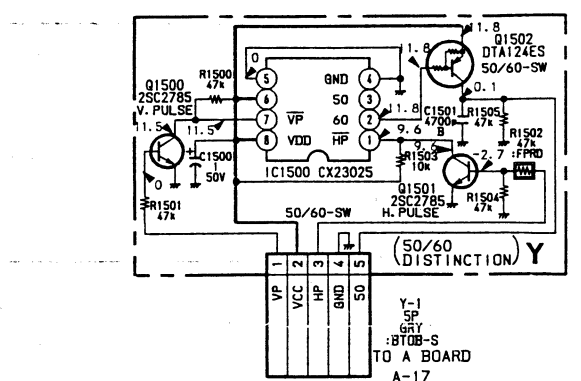 11.8
Q1502
DTA124ES
50/60-SW
0
11.8
0.1
R1500
47k
Q1500
2SC2785
V.PULSE
5
GND
4
6
50
3
11.8
7
VP
60
2
8
VDD
HP
1
11.5
11.5
9.6
C1501
4700p
B
R1505
47k
R1502
47k
:FPRD
C1500
1
50V
IC1500 CX23025
R1503
10k
9.6
-2.7
0
Q1501
2SC2785
H.PULSE
R1501
47k
R1504
47k
50/60-SW
(50/60
DISTINCTION)
Y
1
2
3
4
5
VP
VCC
HP
GND
50
Y-1
5P
GRY
:BTOB-S
TO A BOARD
A-17